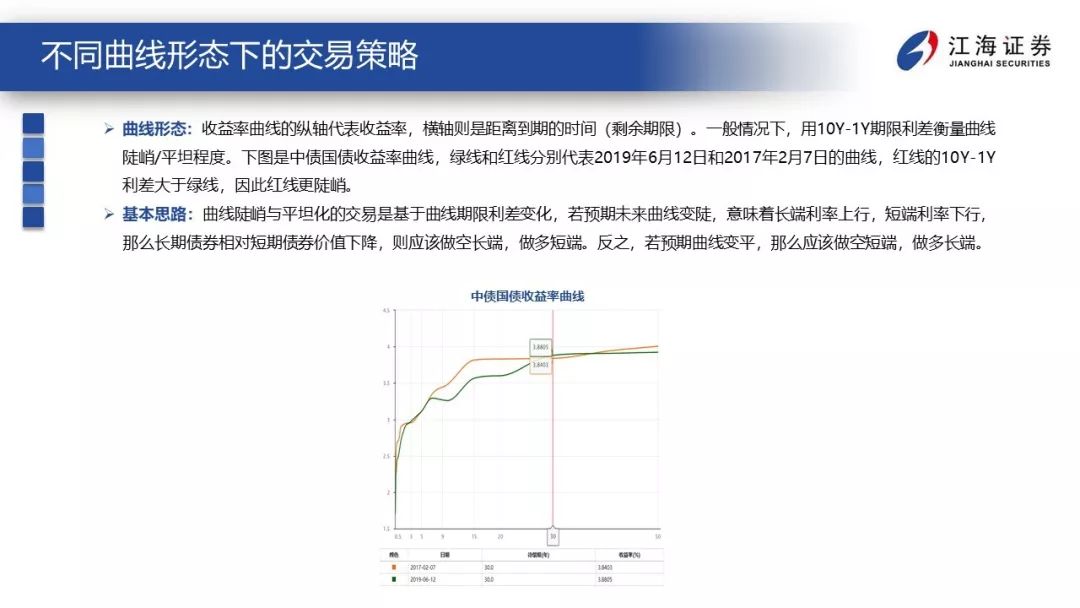 不同曲线形态下的交易策略
江海证券
JIANGHAI SECURITIES
曲线形态：收益率曲线的纵轴代表收益率，横轴则是距离到期的时间（剩余期限）。一般情况下，用10Y-1Y期限利差衡量曲线
陡峭/平坦程度。下图是中债国债收益率曲线，绿线和红线分别代表2019年6月12日和2017年2月7日的曲线，红线的10Y-1Y
利差大于绿线，因此红线更陡峭。
基本思路：曲线陡峭与平坦化的交易是基于曲线期限利差变化，若预期未来曲线变陡，意味着长端利率上行，短端利率下行，
那么长期债券相对短期债券价值下降，则应该做空长端，做多短端。反之，若预期曲线变平，那么应该做空短端，做多长端。
中债国债收益率曲线
4.5
4
3.8805
3.8403
3.5
3
2.5
2
1.5
0.5 3 5 9 15 20 30 50
颜色 日期 待偿期(年) 收益率(%)
2017-02-07 30.0 3.8403
2019-06-12 30.0 3.8805